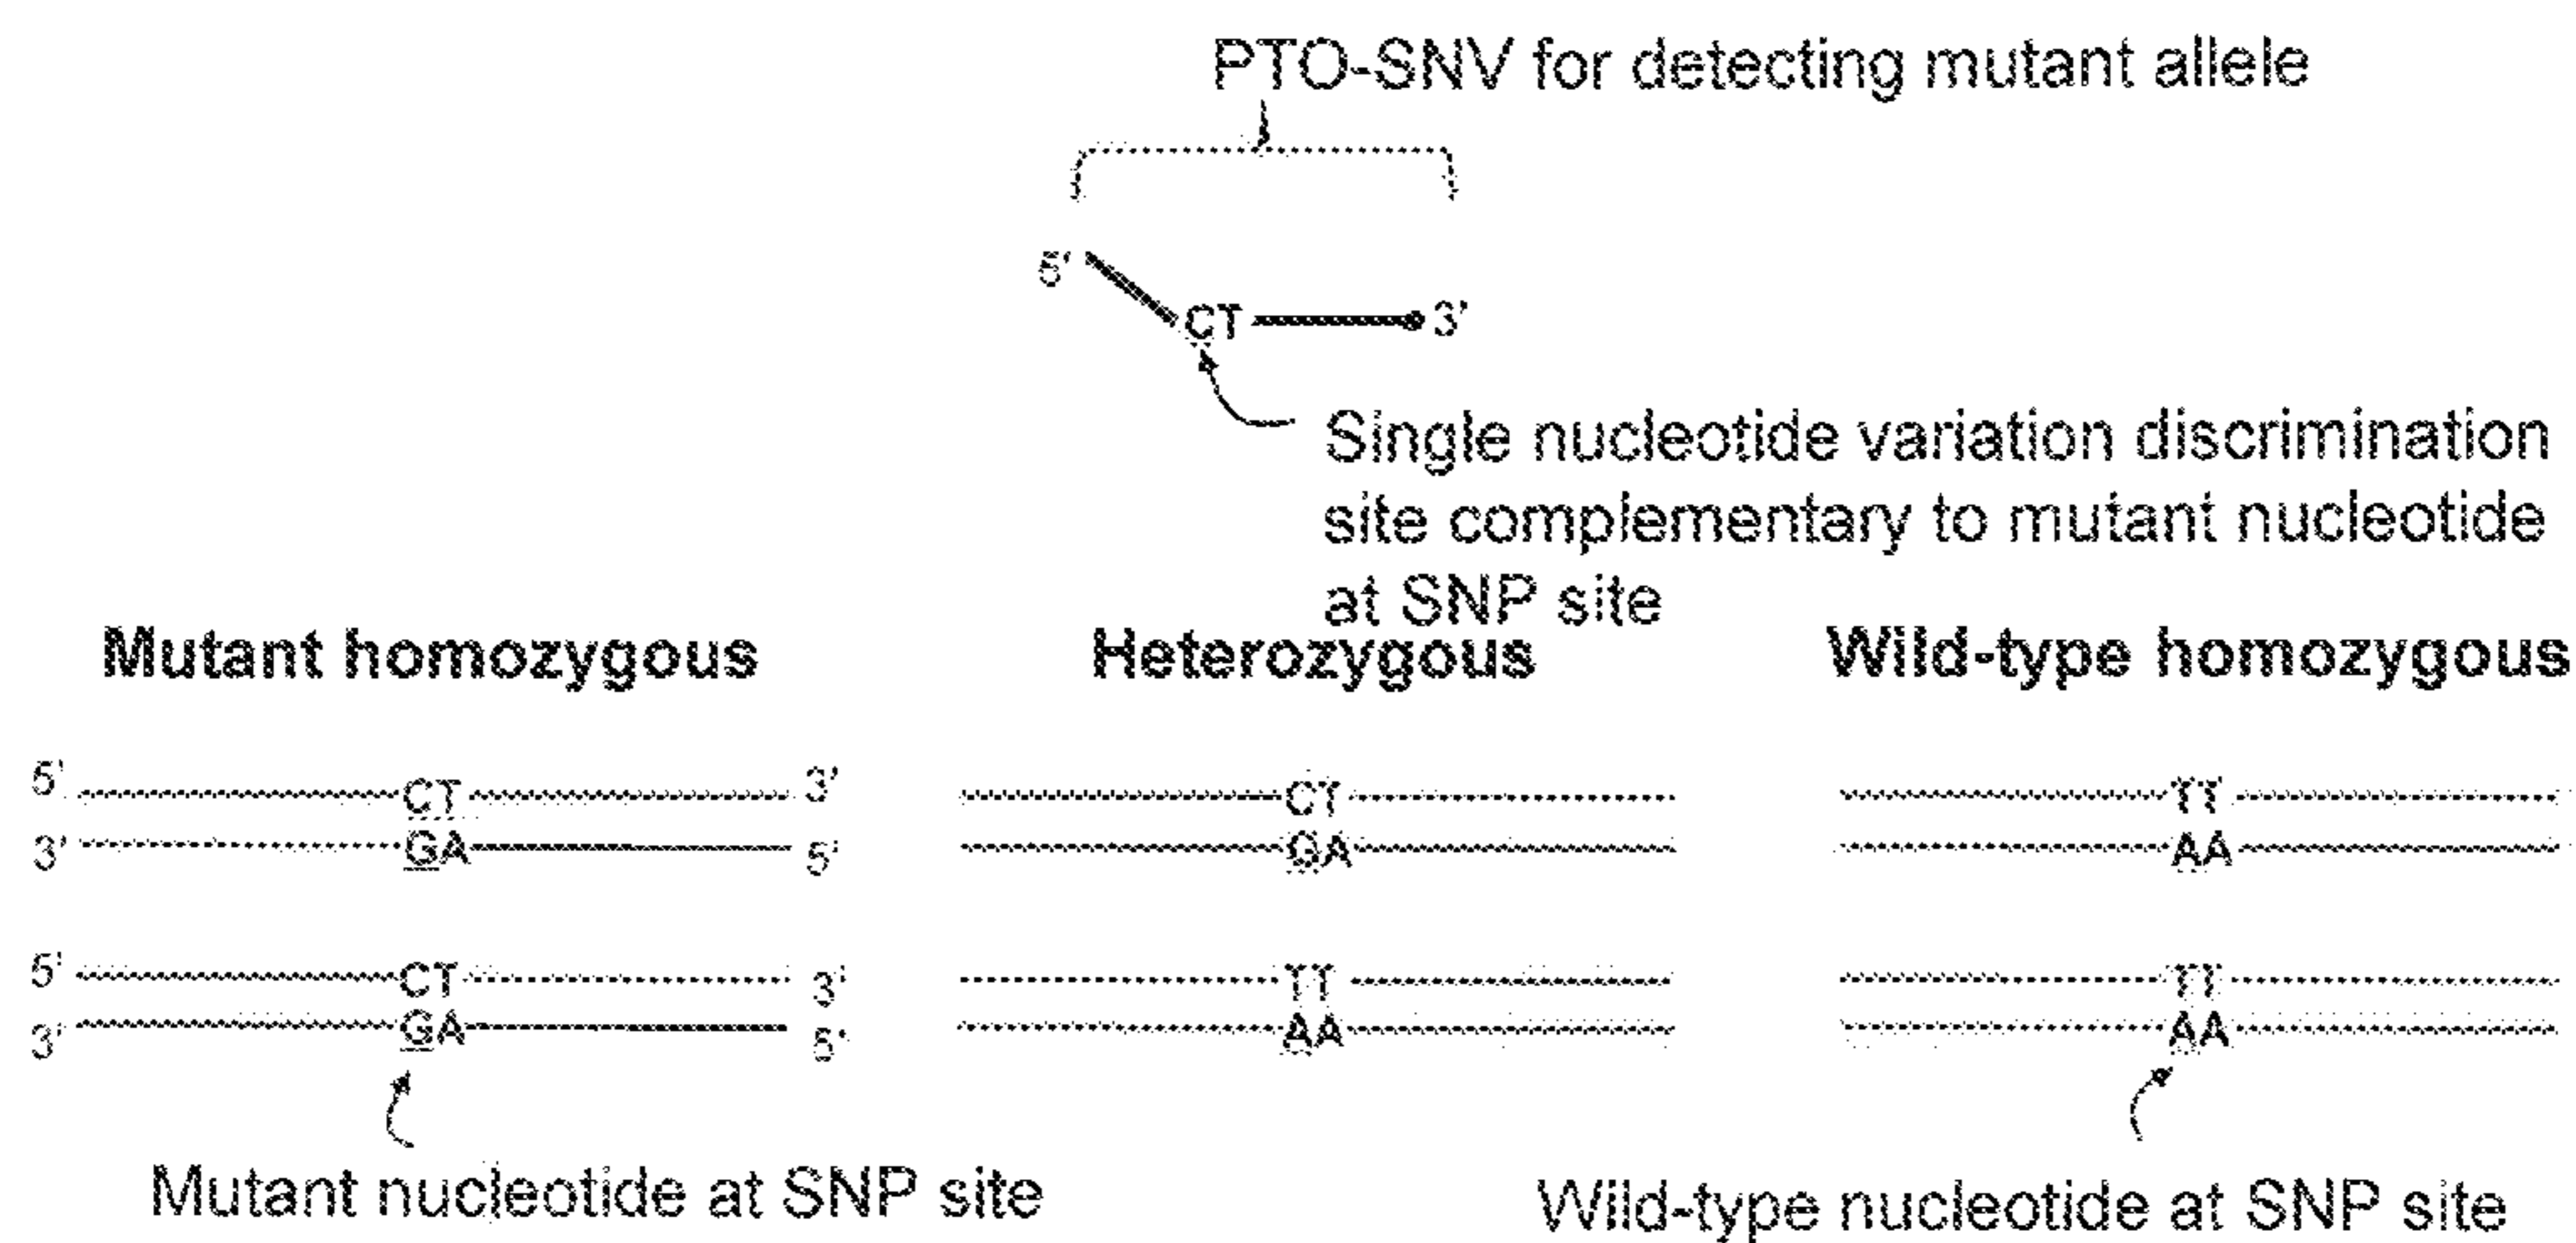 PTO-SNV for detecting mutant allele
5'
CT
3'
Single nucleotide variation discrimination
site complementary to mutant nucleotide
at SNP site
Mutant homozygous
Heterozygous
Wild-type homozygous
5' CT 3'
3' GA 5'
CT
GA
TT
AA
5' CT 3'
3' GA 5'
TT
AA
TT
AA
Mutant nucleotide at SNP site
Wild-type nucleotide at SNP site